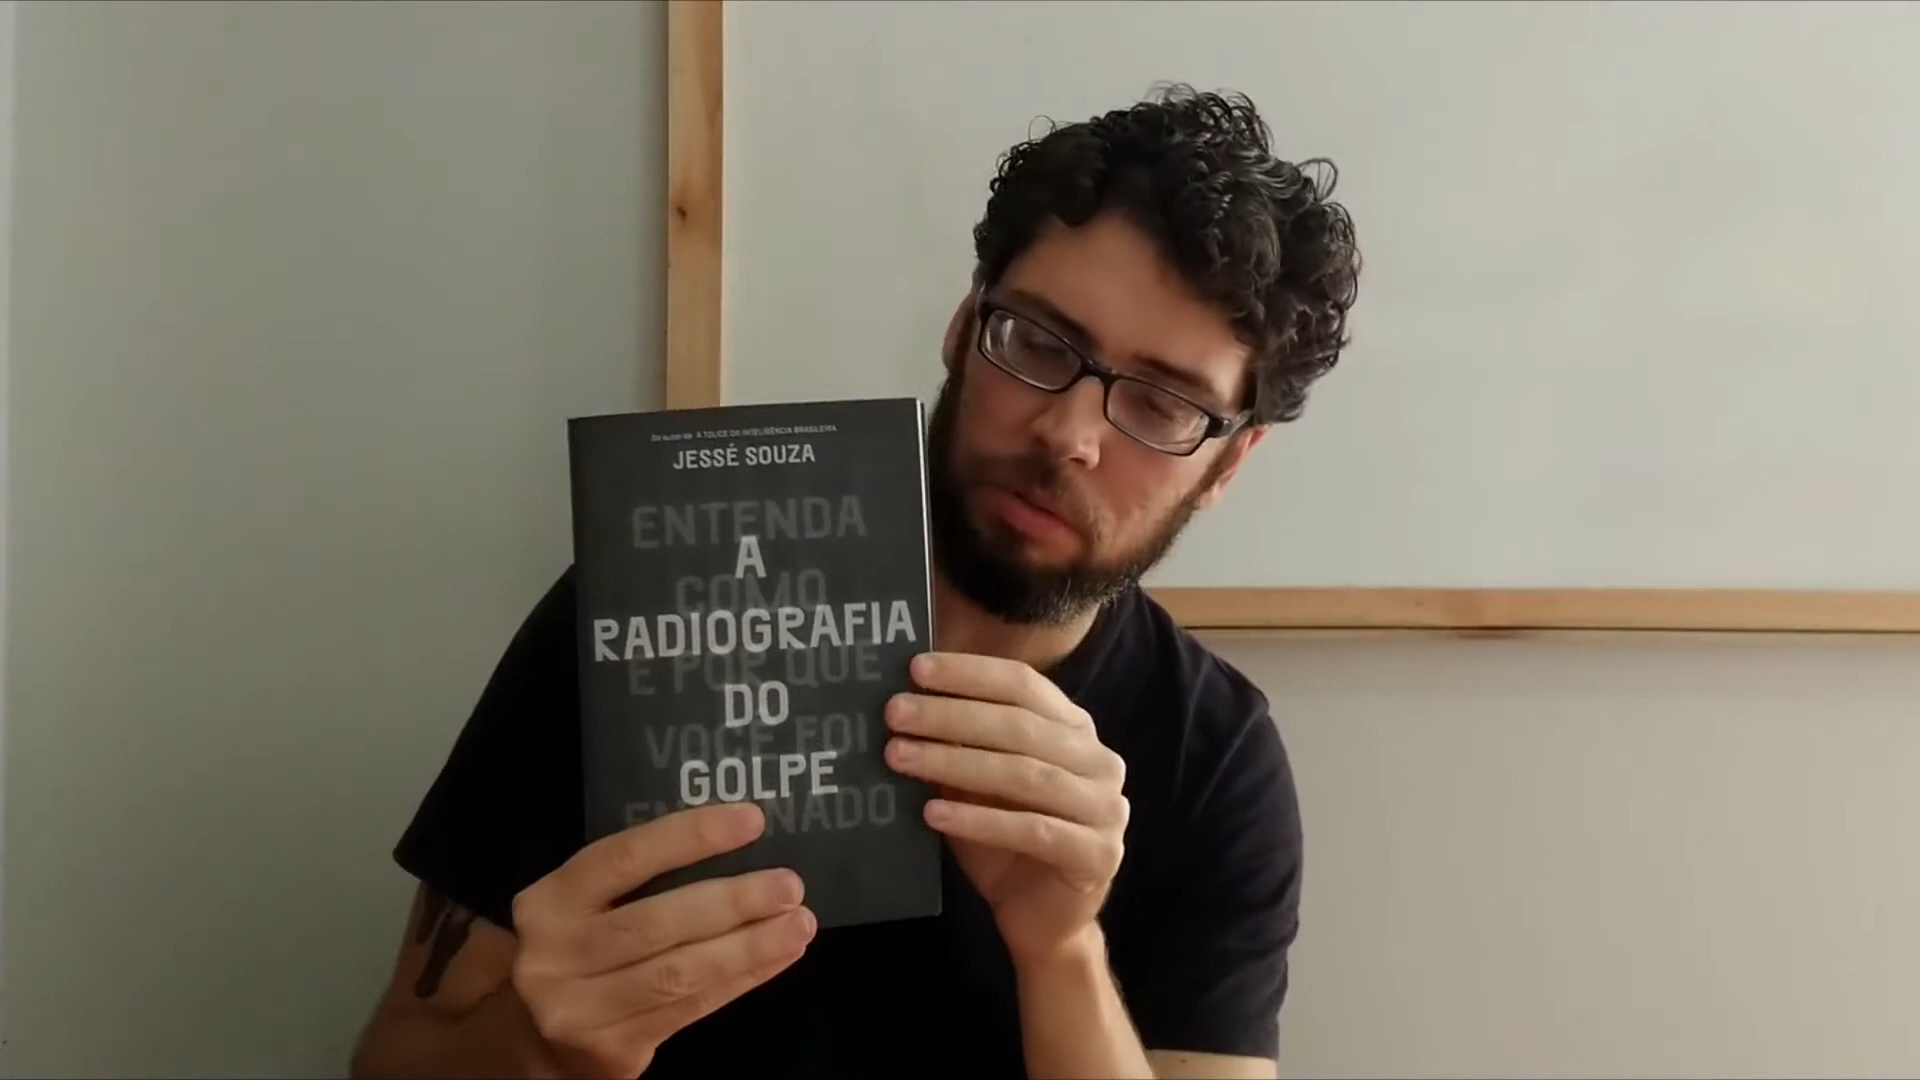 Do autor de A TOLICE DA INTELIGÊNCIA BRASILEIRA
JESSÉ SOUZA
ENTENDA
A
COMO
RADIOGRAFIA
E POR QUE
DO
VOCÊ FOI
GOLPE